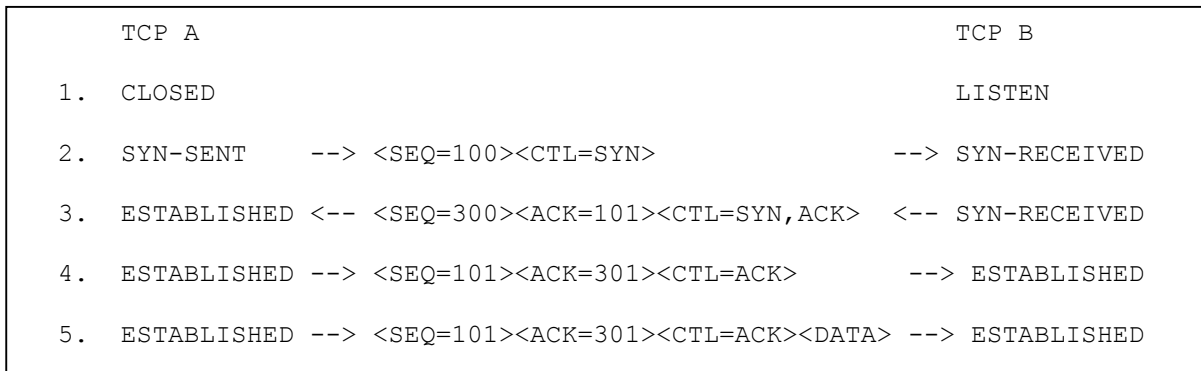 TCP A                                                TCP B
1.  CLOSED                                               LISTEN
2.  SYN-SENT    --> <SEQ=100><CTL=SYN>               --> SYN-RECEIVED
3.  ESTABLISHED <-- <SEQ=300><ACK=101><CTL=SYN,ACK>  <-- SYN-RECEIVED
4.  ESTABLISHED --> <SEQ=101><ACK=301><CTL=ACK>       --> ESTABLISHED
5.  ESTABLISHED --> <SEQ=101><ACK=301><CTL=ACK><DATA> --> ESTABLISHED